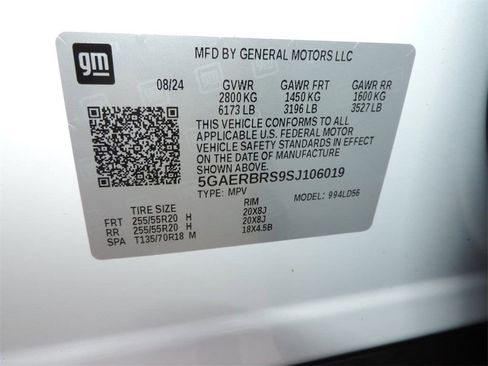 gm
MFD BY GENERAL MOTORS LLC
08/24 GVWR GAWR FRT GAWR RR
2800 KG 1450 KG 1600 KG
6173 LB 3196 LB 3527 LB
THIS VEHICLE CONFORMS TO ALL
APPLICABLE U.S. FEDERAL MOTOR
VEHICLE SAFETY STANDARDS IN EFFECT
ON THE DATE OF MANUFACTURE
SHOWN ABOVE.
5GAERBRS9SJ106019
TYPE: MPV MODEL: 994LD56
TIRE SIZE RIM
FRT 255/55R20 H 20X8J
RR 255/55R20 H 20X8J
SPA T135/70R18 M 18X4.5B